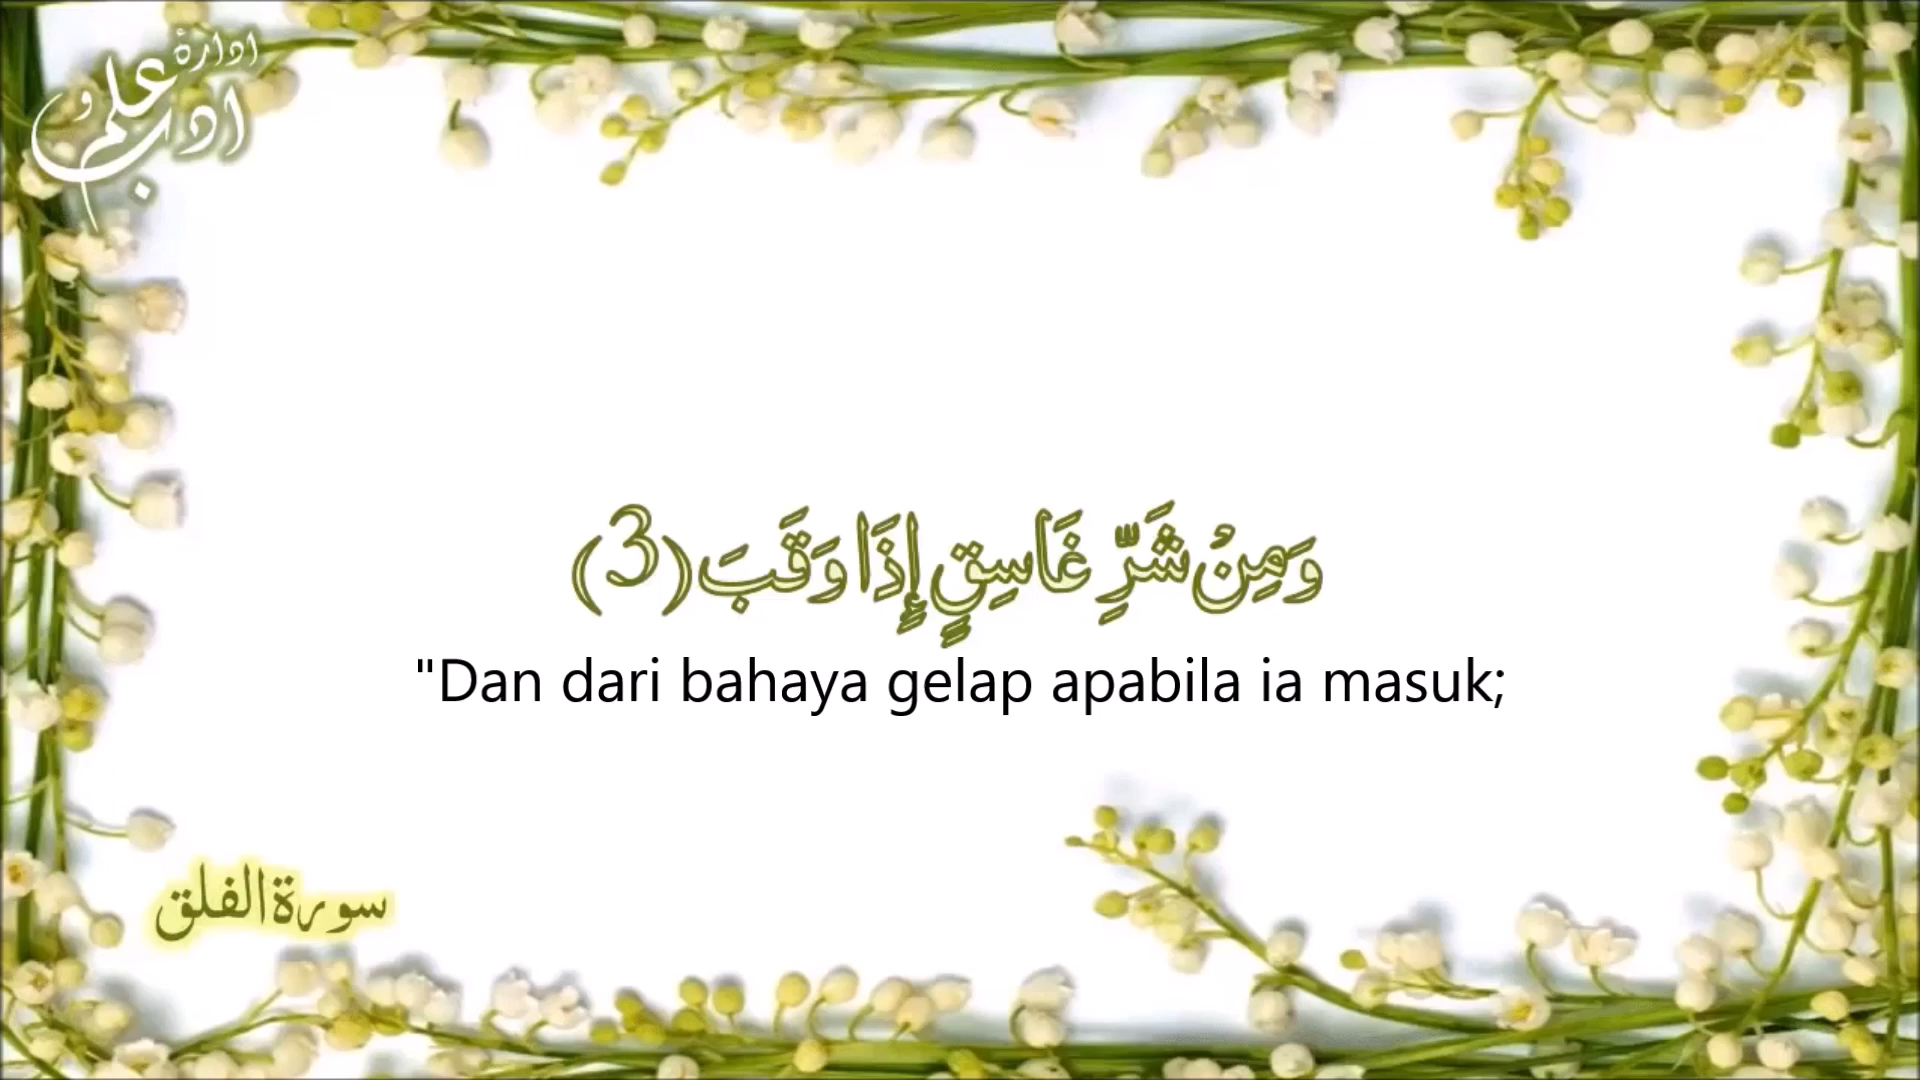 ادارۂ
علم و
ادب
وَمِنْ شَرِّ غَاسِقٍ إِذَا وَقَبَ(3)
"Dan dari bahaya gelap apabila ia masuk;
سورة الفلق